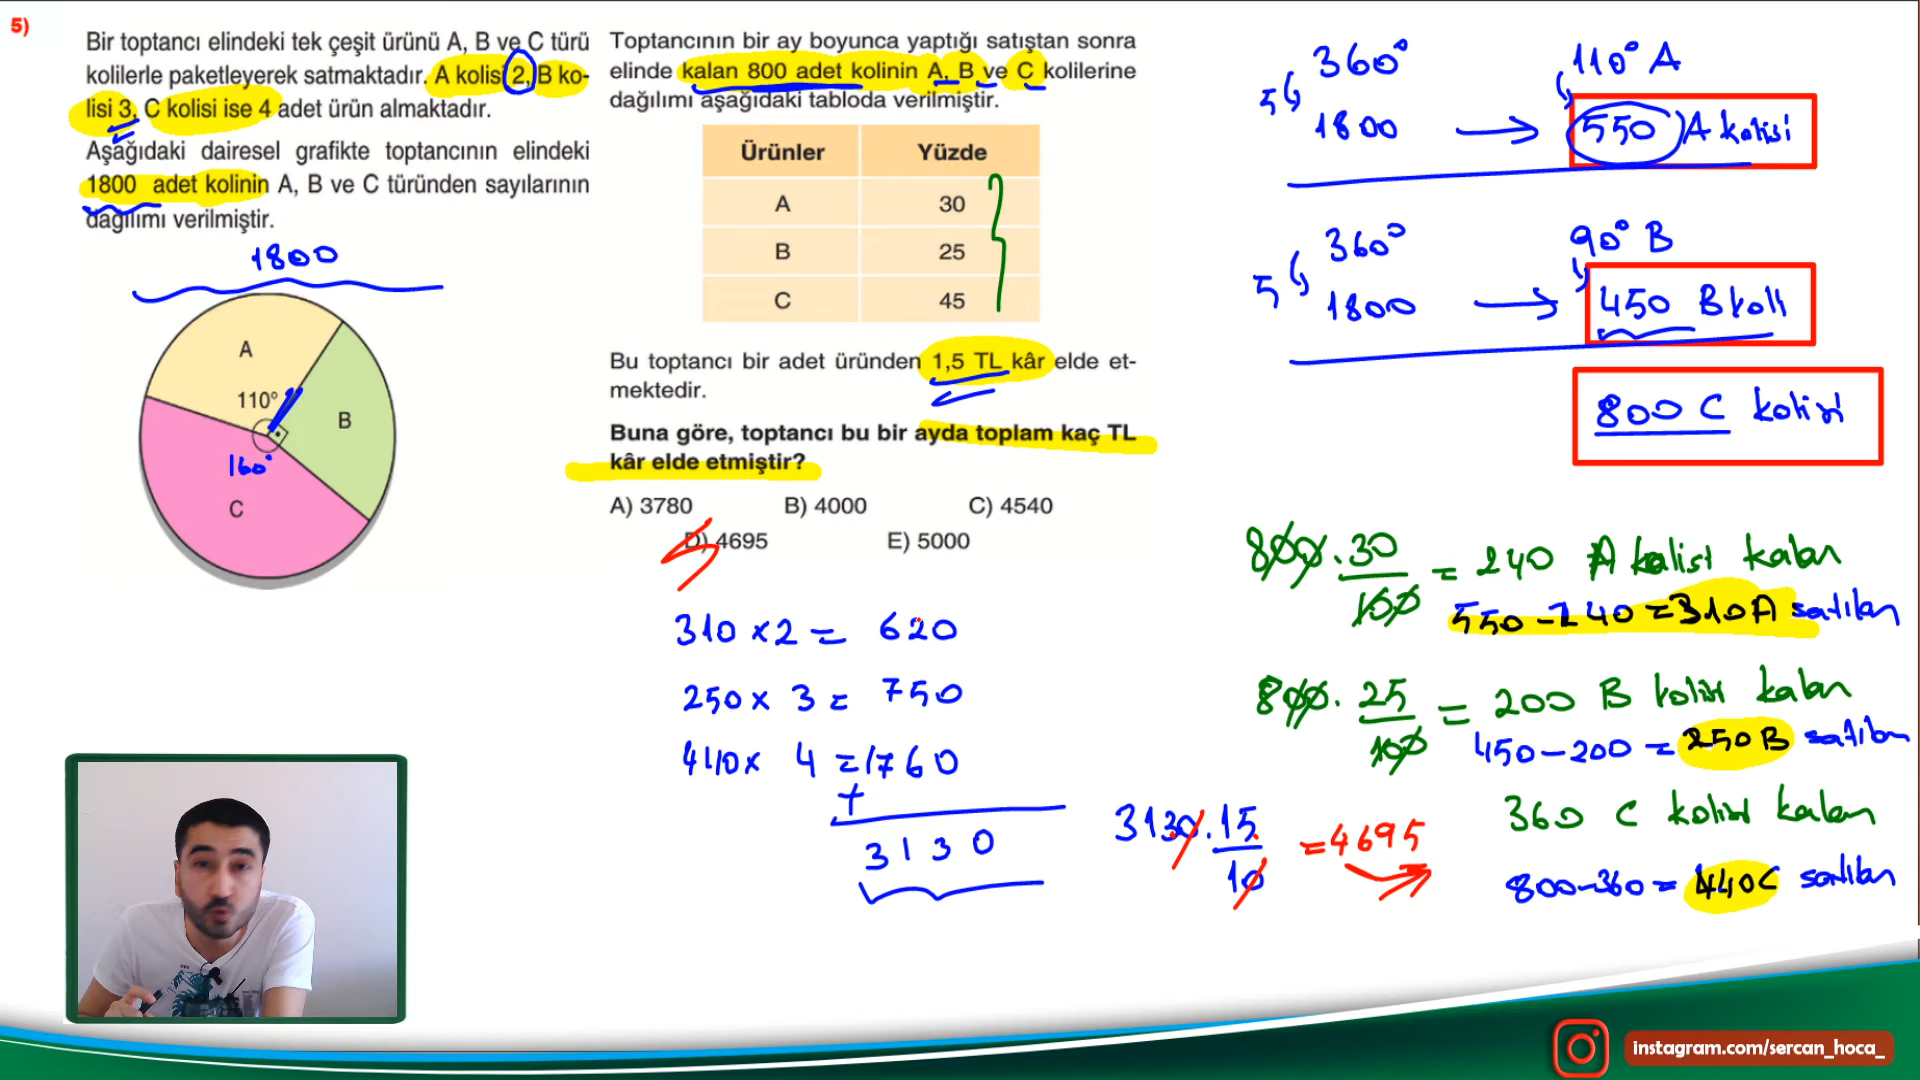 5)
Bir toptancı elindeki tek çeşit ürünü A, B ve C türü
kolilerle paketleyerek satmaktadır. A kolisi 2, B ko-
lisi 3, C kolisi ise 4 adet ürün almaktadır.
Aşağıdaki dairesel grafikte toptancının elindeki
1800 adet kolinin A, B ve C türünden sayılarının
dağılımı verilmiştir.
1800
A
110°
B
160°
C
Toptancının bir ay boyunca yaptığı satıştan sonra
elinde kalan 800 adet kolinin A, B ve C kolilerine
dağılımı aşağıdaki tabloda verilmiştir.
Ürünler Yüzde
A 30
B 25
C 45
Bu toptancı bir adet üründen 1,5 TL kâr elde et-
mektedir.
Buna göre, toptancı bu bir ayda toplam kaç TL
kâr elde etmiştir?
A) 3780 B) 4000 C) 4540
D) 4695 E) 5000
310 x 2 = 620
250 x 3 = 750
440 x 4 = 1760
+
3130
3130 . 15/10 = 4695
360° 110° A
5
1800 → 550 A kolisi
360° 90° B
5
1800 → 450 B koli
800 C kolisi
800 . 30/100 = 240 A kolisi kalan
550 - 240 = 310 A satılan
800 . 25/100 = 200 B kolisi kalan
450 - 200 = 250 B satılan
360 C kolisi kalan
800 - 360 = 440 C satılan
instagram.com/sercan_hoca_